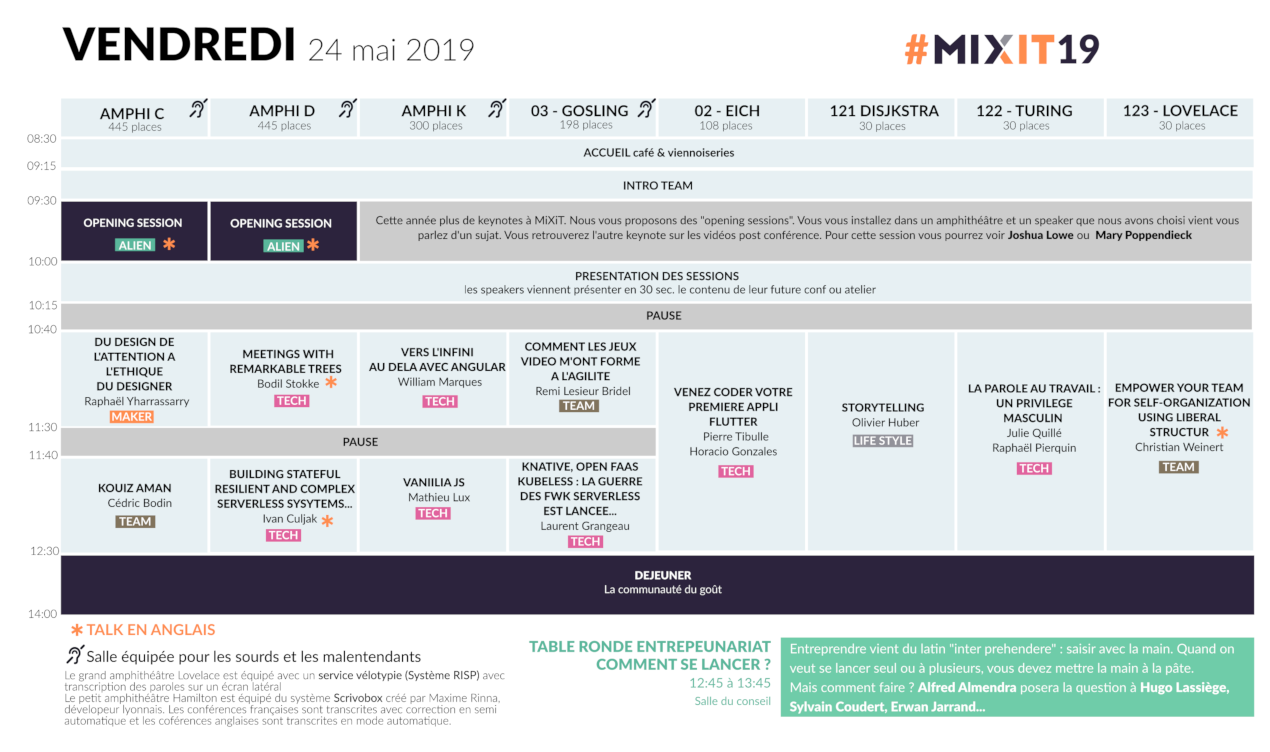 VENDREDI 24 mai 2019
#MIXIT19
AMPHI C
445 places
AMPHI D
445 places
AMPHI K
300 places
03 - GOSLING
198 places
02 - EICH
108 places
121 DISJKSTRA
30 places
122 - TURING
30 places
123 - LOVELACE
30 places
08:30
ACCUEIL café & viennoiseries
09:15
INTRO TEAM
09:30
OPENING SESSION
ALIEN *
OPENING SESSION
ALIEN *
Cette année plus de keynotes à MiXiT. Nous vous proposons des "opening sessions". Vous vous installez dans un amphithéâtre et un speaker que nous avons choisi vient vous
parlez d'un sujet. Vous retrouverez l'autre keynote sur les vidéos post conférence. Pour cette session vous pourrez voir Joshua Lowe ou Mary Poppendieck
10:00
PRESENTATION DES SESSIONS
les speakers viennent présenter en 30 sec. le contenu de leur future conf ou atelier
10:15
PAUSE
10:40
DU DESIGN DE
L'ATTENTION A
L'ETHIQUE
DU DESIGNER
Raphaël Yharrassarry
MAKER
MEETINGS WITH
REMARKABLE TREES
Bodil Stokke *
TECH
VERS L'INFINI
AU DELA AVEC ANGULAR
William Marques
TECH
COMMENT LES JEUX
VIDEO M'ONT FORME
A L'AGILITE
Remi Lesieur Bridel
TEAM
VENEZ CODER VOTRE
PREMIERE APPLI
FLUTTER
Pierre Tibulle
Horacio Gonzales
TECH
STORYTELLING
Olivier Huber
LIFE STYLE
LA PAROLE AU TRAVAIL :
UN PRIVILEGE
MASCULIN
Julie Quillé
Raphaël Pierquin
TECH
EMPOWER YOUR TEAM
FOR SELF-ORGANIZATION
USING LIBERAL
STRUCTUR *
Christian Weinert
TEAM
11:30
PAUSE
11:40
KOUIZ AMAN
Cédric Bodin
TEAM
BUILDING STATEFUL
RESILIENT AND COMPLEX
SERVERLESS SYSYTEMS...
Ivan Culjak *
TECH
VANIILIA JS
Mathieu Lux
TECH
KNATIVE, OPEN FAAS
KUBELESS : LA GUERRE
DES FWK SERVERLESS
EST LANCEE...
Laurent Grangeau
TECH
12:30
DEJEUNER
La communauté du goût
14:00
* TALK EN ANGLAIS
Salle équipée pour les sourds et les malentendants
Le grand amphithéâtre Lovelace est équipé avec un service vélotypie (Système RISP) avec
transcription des paroles sur un écran latéral
Le petit amphithéâtre Hamilton est équipé du système Scrivobox créé par Maxime Rinna,
dévelopeur lyonnais. Les conférences françaises sont transcrites avec correction en semi
automatique et les coférences anglaises sont transcrites en mode automatique.
TABLE RONDE ENTREPEUNARIAT
COMMENT SE LANCER ?
12:45 à 13:45
Salle du conseil
Entreprendre vient du latin "inter prehendere" : saisir avec la main. Quand on
veut se lancer seul ou à plusieurs, vous devez mettre la main à la pâte.
Mais comment faire ? Alfred Almendra posera la question à Hugo Lassiège,
Sylvain Coudert, Erwan Jarrand...